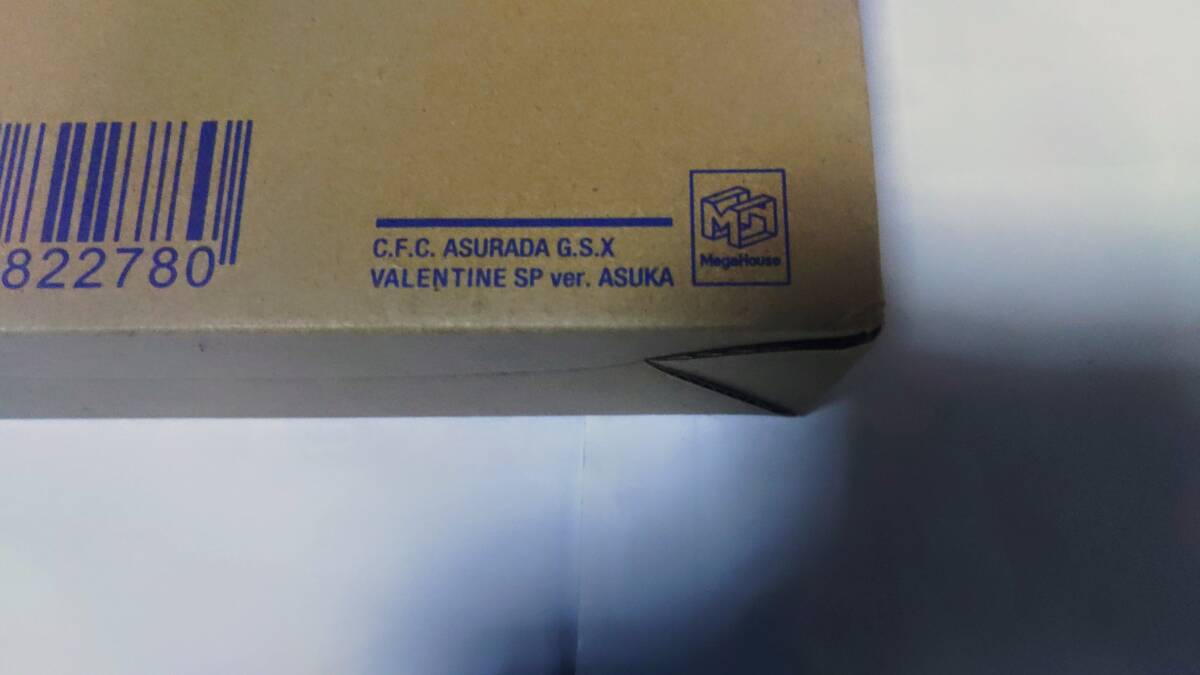 822780
C.F.C. ASURADA G.S.X
VALENTINE SP ver. ASUKA
MegaHouse